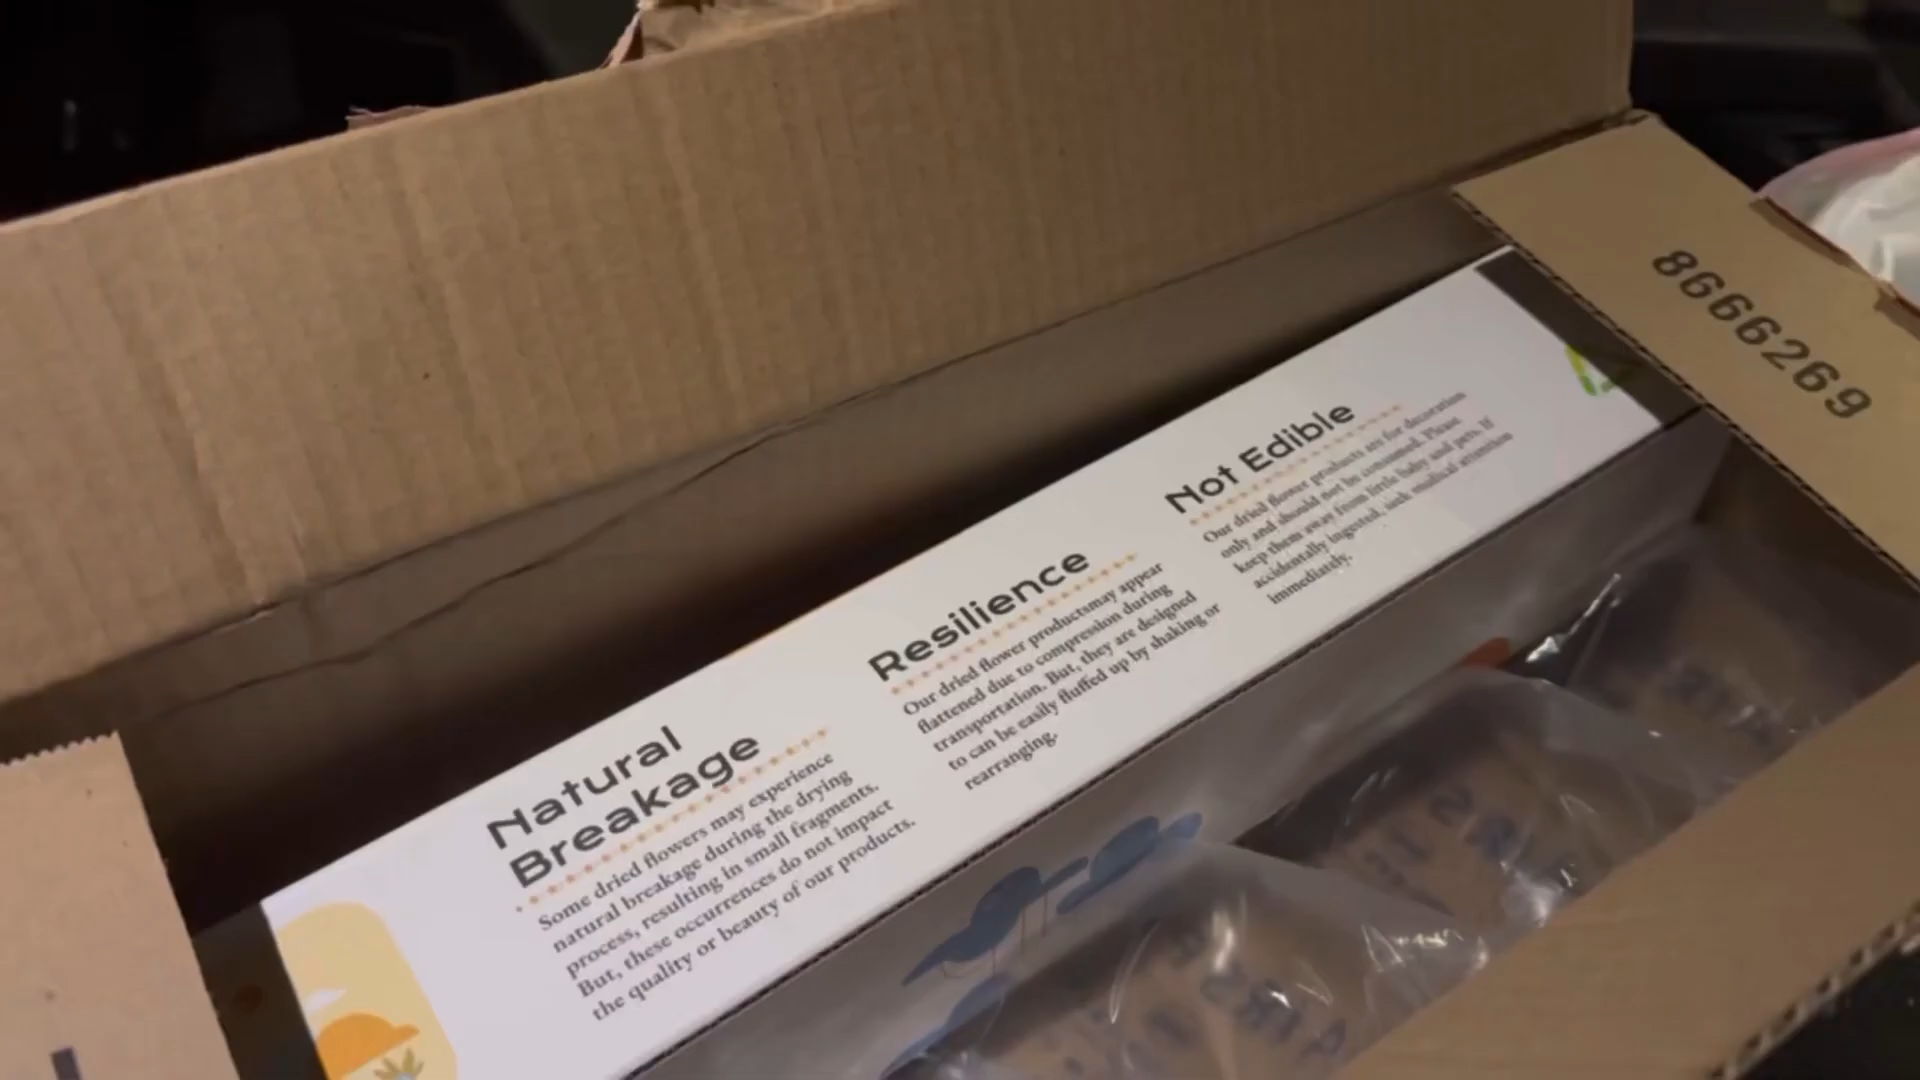 8666269
Natural
Breakage
Some dried flowers may experience
natural breakage during the drying
process, resulting in small fragments.
But, these occurrences do not impact
the quality or beauty of our products.
Resilience
Our dried flower productsmay appear
flattened due to compression during
transportation. But, they are designed
to can be easily fluffed up by shaking or
rearranging.
Not Edible
Our dried flower products are for decoration
only and should not be consumed. Please
keep them away from little baby and pets. If
accidentally ingested, seek medical attention
immediately.